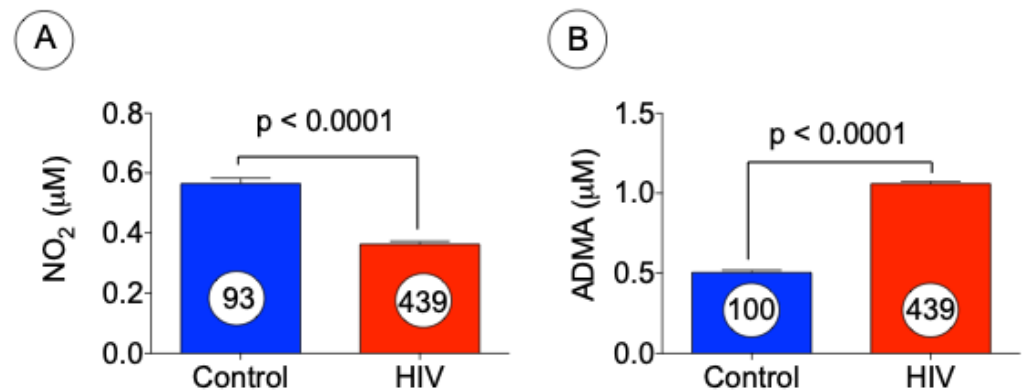 A
NO₂ (μM)
0.8
0.6
0.4
0.2
0.0
p < 0.0001
93
439
Control
HIV
B
ADMA (μM)
1.5
1.0
0.5
0.0
p < 0.0001
100
439
Control
HIV